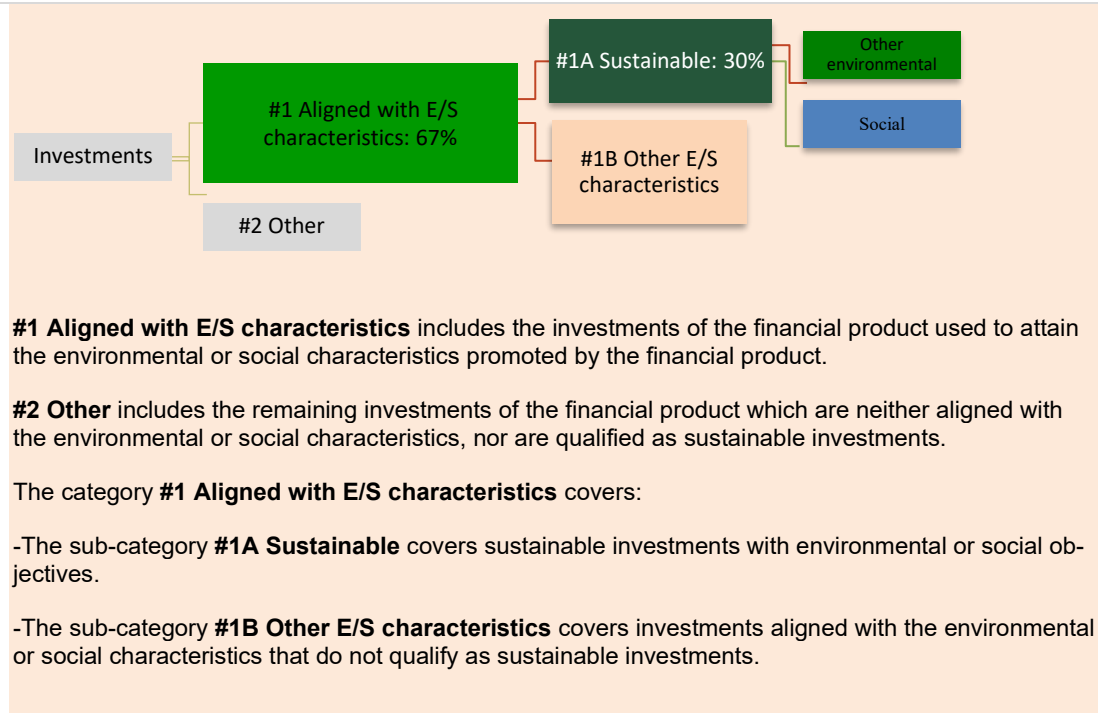 Investments
#1 Aligned with E/S
characteristics: 67%
#2 Other
#1A Sustainable: 30%
#1B Other E/S
characteristics
Other
environmental
Social
#1 Aligned with E/S characteristics includes the investments of the financial product used to attain
the environmental or social characteristics promoted by the financial product.
#2 Other includes the remaining investments of the financial product which are neither aligned with
the environmental or social characteristics, nor are qualified as sustainable investments.
The category #1 Aligned with E/S characteristics covers:
-The sub-category #1A Sustainable covers sustainable investments with environmental or social ob-
jectives.
-The sub-category #1B Other E/S characteristics covers investments aligned with the environmental
or social characteristics that do not qualify as sustainable investments.